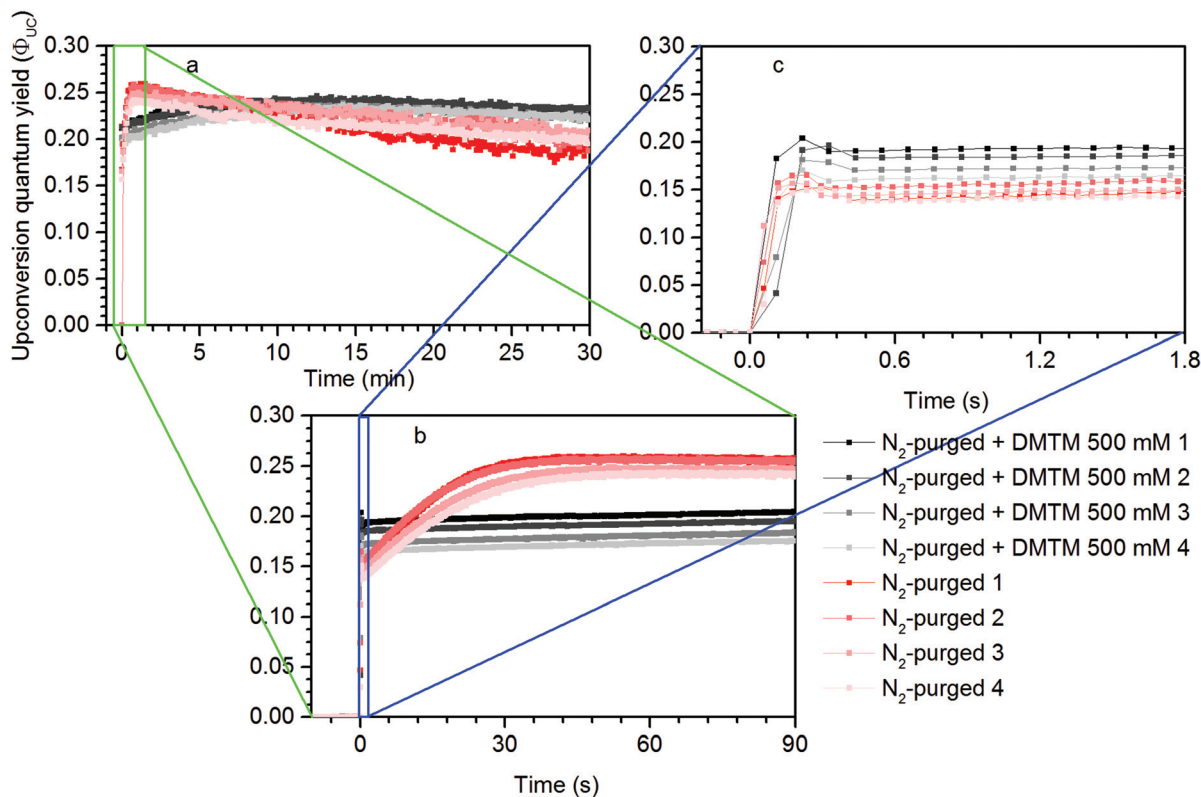 Upconversion quantum yield (Φ_UC)
0.30
0.25
0.20
0.15
0.10
0.05
0.00
a
0 5 10 15 20 25 30
Time (min)
0.30
0.25
0.20
0.15
0.10
0.05
0.00
c
0.0 0.6 1.2 1.8
Time (s)
0.30
0.25
0.20
0.15
0.10
0.05
0.00
b
0 30 60 90
Time (s)
N₂-purged + DMTM 500 mM 1
N₂-purged + DMTM 500 mM 2
N₂-purged + DMTM 500 mM 3
N₂-purged + DMTM 500 mM 4
N₂-purged 1
N₂-purged 2
N₂-purged 3
N₂-purged 4